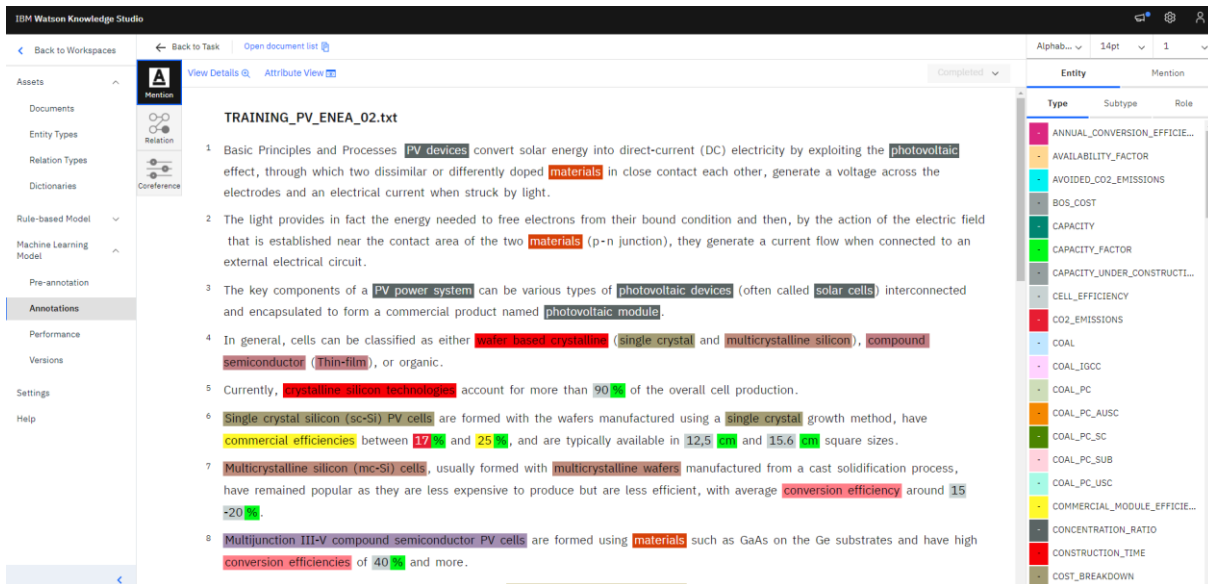 IBM Watson Knowledge Studio
Back to Workspaces
Back to Task
Open document list
Alphab...
14pt
1
Assets
Documents
Entity Types
Relation Types
Dictionaries
Rule-based Model
Machine Learning
Model
Pre-annotation
Annotations
Performance
Versions
Settings
Help
A
Mention
Relation
Coreference
View Details
Attribute View
Completed
TRAINING_PV_ENEA_02.txt
1 Basic Principles and Processes PV devices convert solar energy into direct-current (DC) electricity by exploiting the photovoltaic
effect, through which two dissimilar or differently doped materials in close contact each other, generate a voltage across the
electrodes and an electrical current when struck by light.
2 The light provides in fact the energy needed to free electrons from their bound condition and then, by the action of the electric field
that is established near the contact area of the two materials (p-n junction), they generate a current flow when connected to an
external electrical circuit.
3 The key components of a PV power system can be various types of photovoltaic devices (often called solar cells) interconnected
and encapsulated to form a commercial product named photovoltaic module.
4 In general, cells can be classified as either wafer based crystalline (single crystal and multicrystalline silicon), compound
semiconductor (Thin-film), or organic.
5 Currently, crystalline silicon technologies account for more than 90 % of the overall cell production.
6 Single crystal silicon (sc-Si) PV cells are formed with the wafers manufactured using a single crystal growth method, have
commercial efficiencies between 17 % and 25 %, and are typically available in 12,5 cm and 15.6 cm square sizes.
7 Multicrystalline silicon (mc-Si) cells, usually formed with multicrystalline wafers manufactured from a cast solidification process,
have remained popular as they are less expensive to produce but are less efficient, with average conversion efficiency around 15
-20 %.
8 Multijunction III-V compound semiconductor PV cells are formed using materials such as GaAs on the Ge substrates and have high
conversion efficiencies of 40 % and more.
Entity
Mention
Type
Subtype
Role
ANNUAL_CONVERSION_EFFICIE...
AVAILABILITY_FACTOR
AVOIDED_CO2_EMISSIONS
BOS_COST
CAPACITY
CAPACITY_FACTOR
CAPACITY_UNDER_CONSTRUCTI...
CELL_EFFICIENCY
CO2_EMISSIONS
COAL
COAL_IGCC
COAL_PC
COAL_PC_AUSC
COAL_PC_SC
COAL_PC_SUB
COAL_PC_USC
COMMERCIAL_MODULE_EFFICIE...
CONCENTRATION_RATIO
CONSTRUCTION_TIME
COST_BREAKDOWN